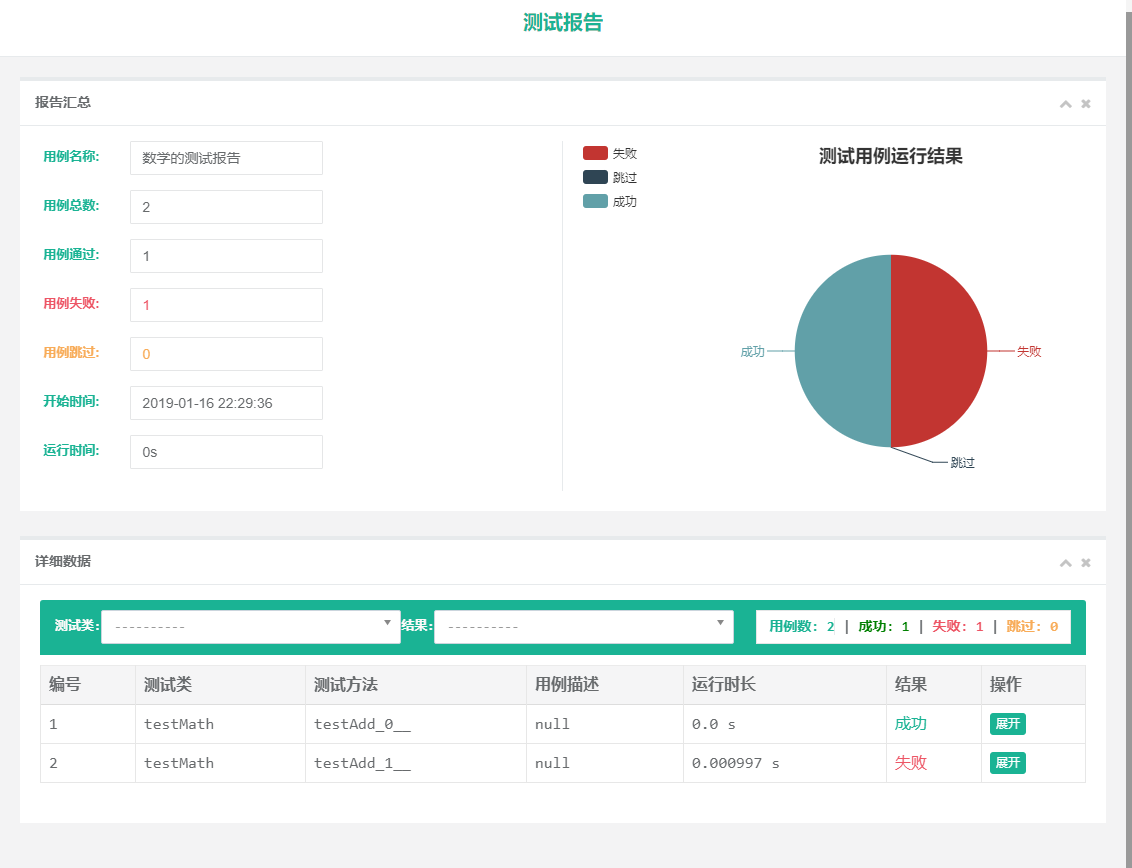 测试报告
报告汇总
用例名称: 数学的测试报告
用例总数: 2
用例通过: 1
用例失败: 1
用例跳过: 0
开始时间: 2019-01-16 22:29:36
运行时间: 0s
失败
跳过
成功
测试用例运行结果
成功
失败
跳过
详细数据
测试类: ---------- 结果: ---------- 用例数: 2 | 成功: 1 | 失败: 1 | 跳过: 0
编号 测试类 测试方法 用例描述 运行时长 结果 操作
1 testMath testAdd_0__ null 0.0 s 成功 展开
2 testMath testAdd_1__ null 0.000997 s 失败 展开